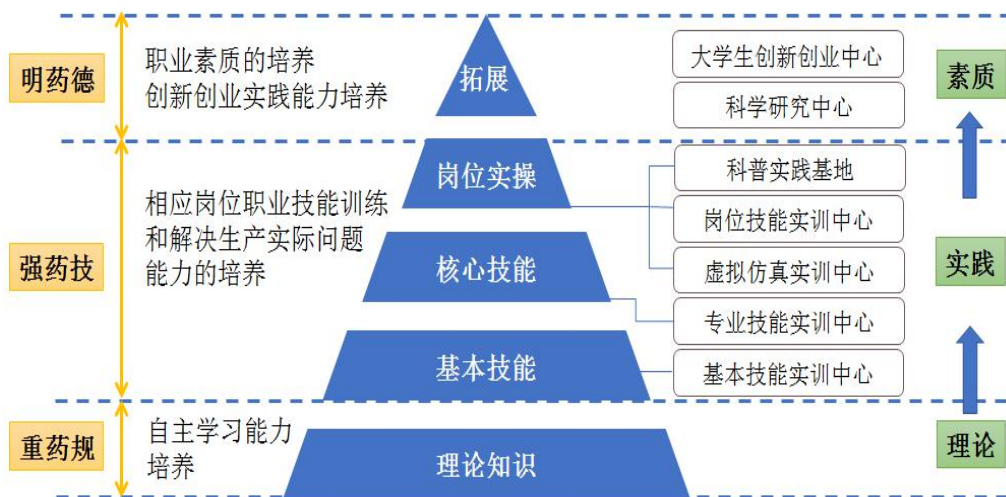 明药德
职业素质的培养
创新创业实践能力培养
拓展
大学生创新创业中心
科学研究中心
素质
强药技
相应岗位职业技能训练
和解决生产实际问题
能力的培养
岗位实操
核心技能
基本技能
科普实践基地
岗位技能实训中心
虚拟仿真实训中心
专业技能实训中心
基本技能实训中心
实践
重药规
自主学习能力
培养
理论知识
理论